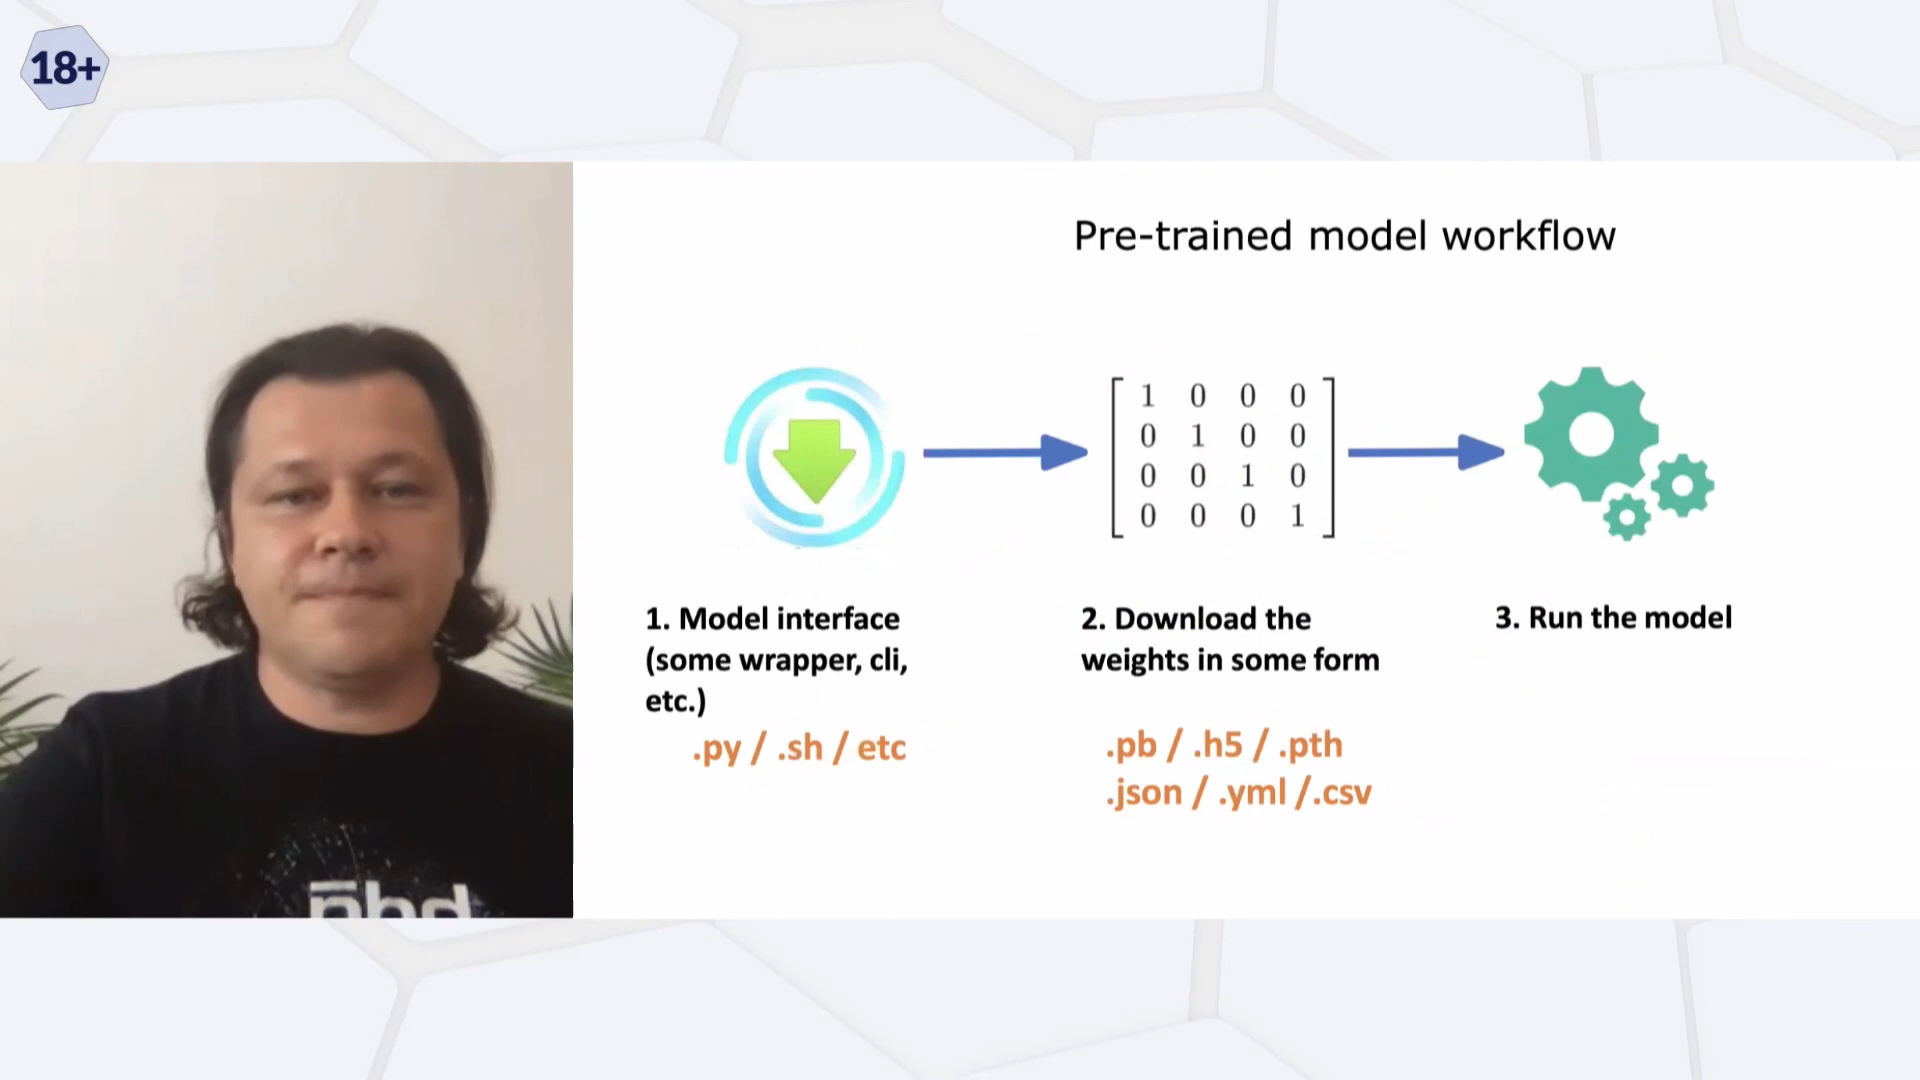 18+
Pre-trained model workflow
1 0 0 0
0 1 0 0
0 0 1 0
0 0 0 1
1. Model interface
(some wrapper, cli,
etc.)
.py / .sh / etc
2. Download the
weights in some form
.pb / .h5 / .pth
.json / .yml /.csv
3. Run the model